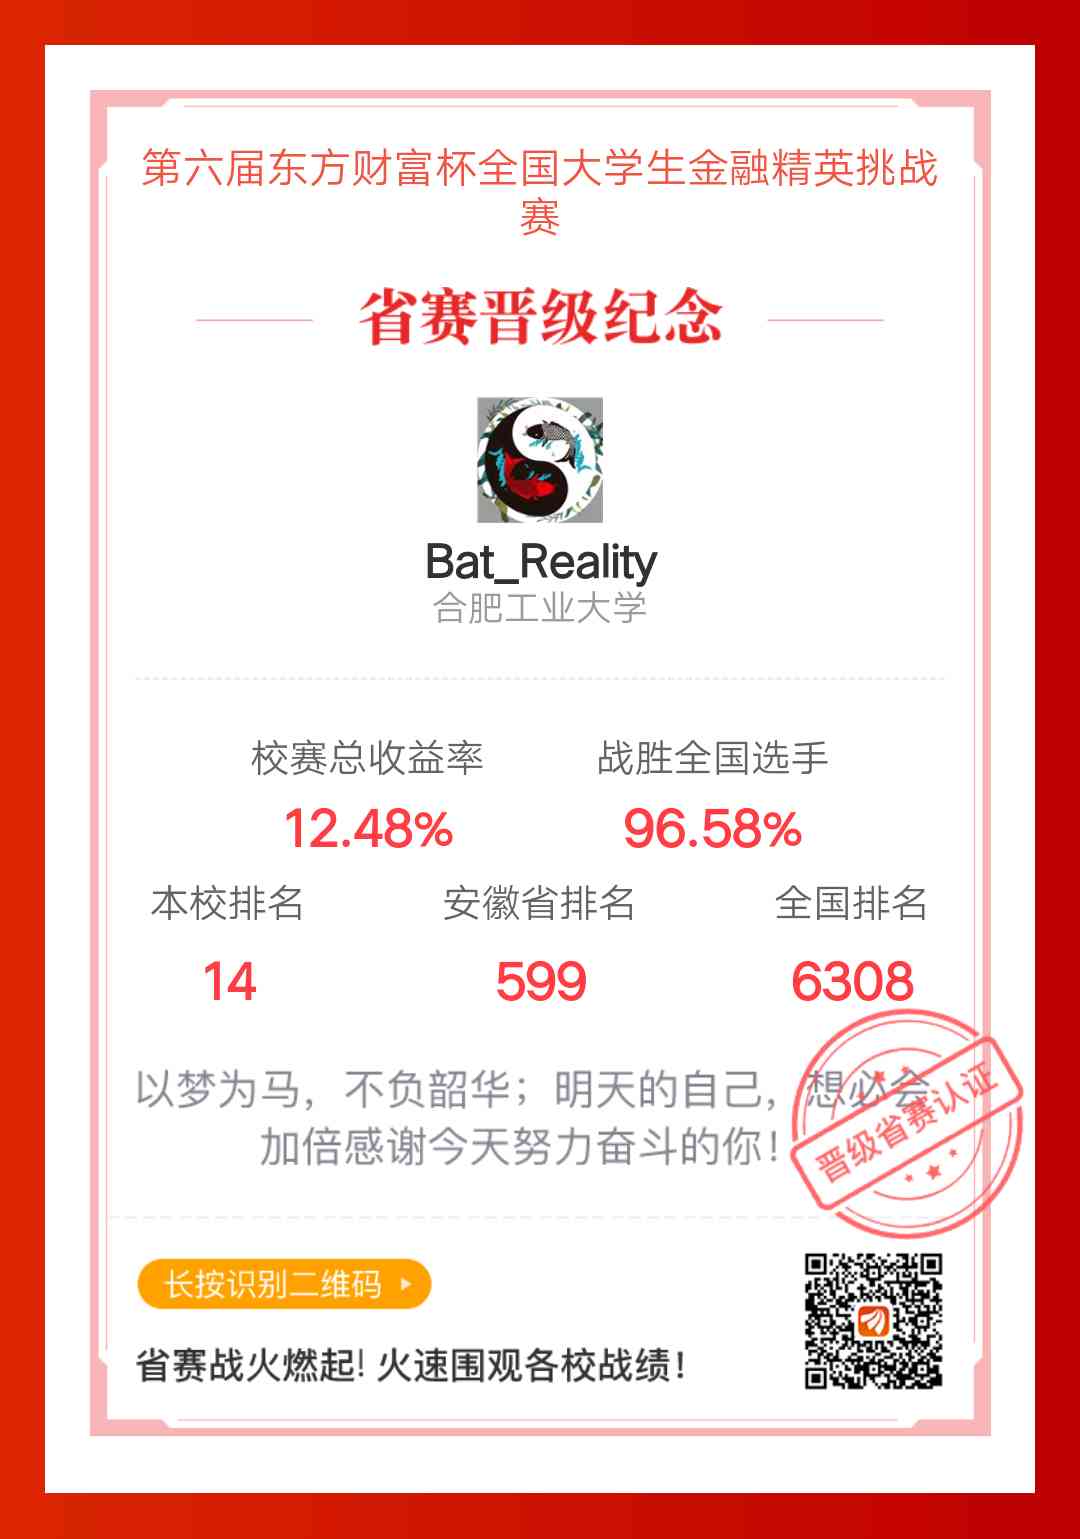 第六届东方财富杯全国大学生金融精英挑战
赛
省赛晋级纪念
Bat_Reality
合肥工业大学
校赛总收益率 战胜全国选手
12.48% 96.58%
本校排名 安徽省排名 全国排名
14 599 6308
以梦为马，不负韶华；明天的自己，想必会
加倍感谢今天努力奋斗的你！
晋级省赛认证
长按识别二维码
省赛战火燃起！火速围观各校战绩！